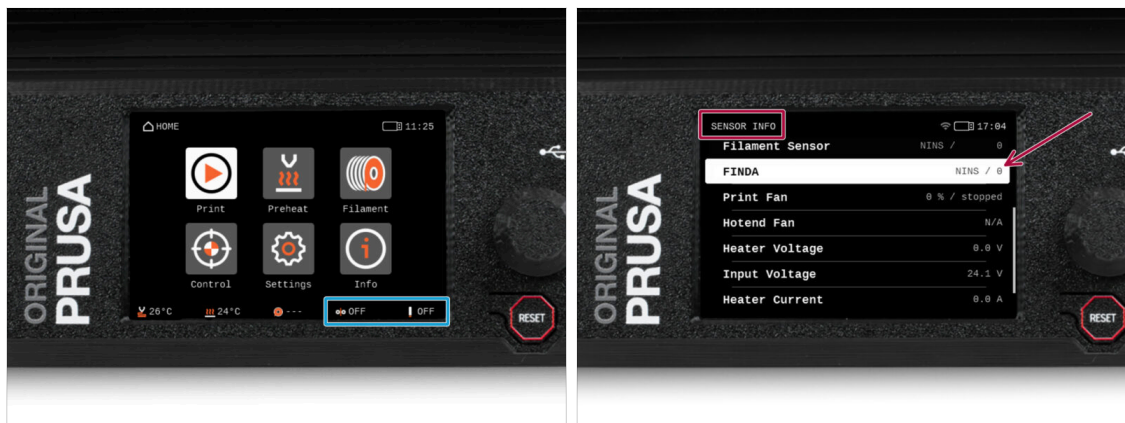 HOME
11:25
Print
Preheat
Filament
Control
Settings
Info
26°C
24°C
---
OFF
OFF
ORIGINAL
PRUSA
RESET
SENSOR INFO
17:04
Filament Sensor NINS / 0
FINDA NINS / 0
Print Fan 0 % / stopped
Hotend Fan N/A
Heater Voltage 0.0 V
Input Voltage 24.1 V
Heater Current 0.0 A
ORIGINAL
PRUSA
RESET